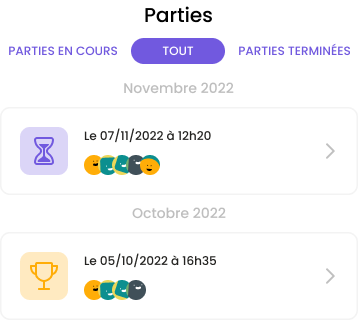 Parties
PARTIES EN COURS TOUT PARTIES TERMINÉES
Novembre 2022
Le 07/11/2022 à 12h20
Octobre 2022
Le 05/10/2022 à 16h35